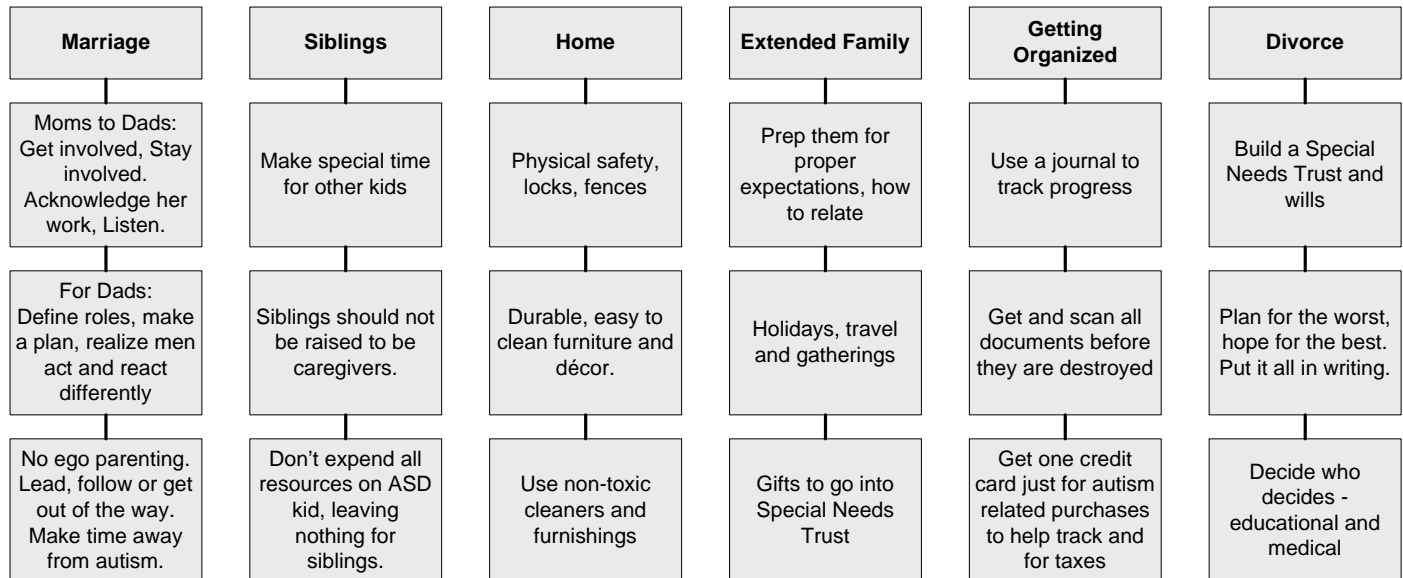 Marriage
Moms to Dads:
Get involved, Stay
involved.
Acknowledge her
work, Listen.
For Dads:
Define roles, make
a plan, realize men
act and react
differently
No ego parenting.
Lead, follow or get
out of the way.
Make time away
from autism.
Siblings
Make special time
for other kids
Siblings should not
be raised to be
caregivers.
Don’t expend all
resources on ASD
kid, leaving
nothing for
siblings.
Home
Physical safety,
locks, fences
Durable, easy to
clean furniture and
décor.
Use non-toxic
cleaners and
furnishings
Extended Family
Prep them for
proper
expectations, how
to relate
Holidays, travel
and gatherings
Gifts to go into
Special Needs
Trust
Getting
Organized
Use a journal to
track progress
Get and scan all
documents before
they are destroyed
Get one credit
card just for autism
related purchases
to help track and
for taxes
Divorce
Build a Special
Needs Trust and
wills
Plan for the worst,
hope for the best.
Put it all in writing.
Decide who
decides -
educational and
medical